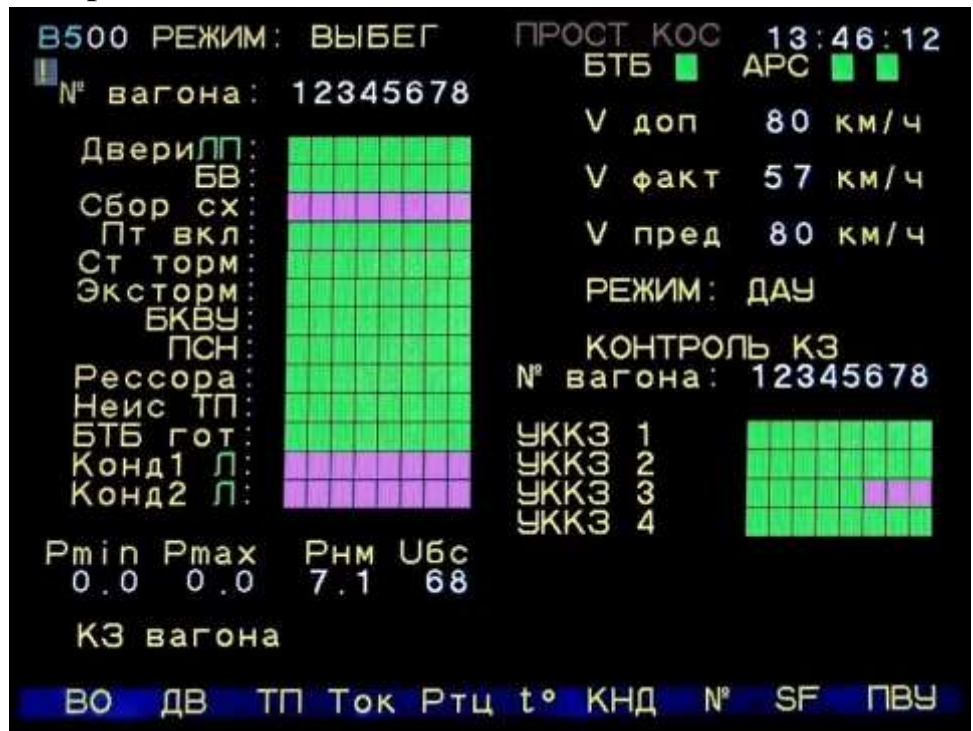 В500 РЕЖИМ: ВЫБЕГ ПРОСТ КОС 13:46:12
! БТБ АРС
№ вагона: 12345678
V доп 80 км/ч
ДвериЛП:
БВ:
V факт 57 км/ч
Сбор сх:
Пт вкл:
V пред 80 км/ч
Ст торм:
Эксторм:
РЕЖИМ: ДАУ
БКВУ:
ПСН:
КОНТРОЛЬ КЗ
Рессора:
№ вагона: 12345678
Неис ТП:
БТБ гот:
УККЗ 1
Конд1 Л:
УККЗ 2
Конд2 Л:
УККЗ 3
УККЗ 4
Pmin Pmax Рнм Uбс
0.0 0.0 7.1 68
КЗ вагона
ВО ДВ ТП Ток Ртц t° КНД № SF ПВУ